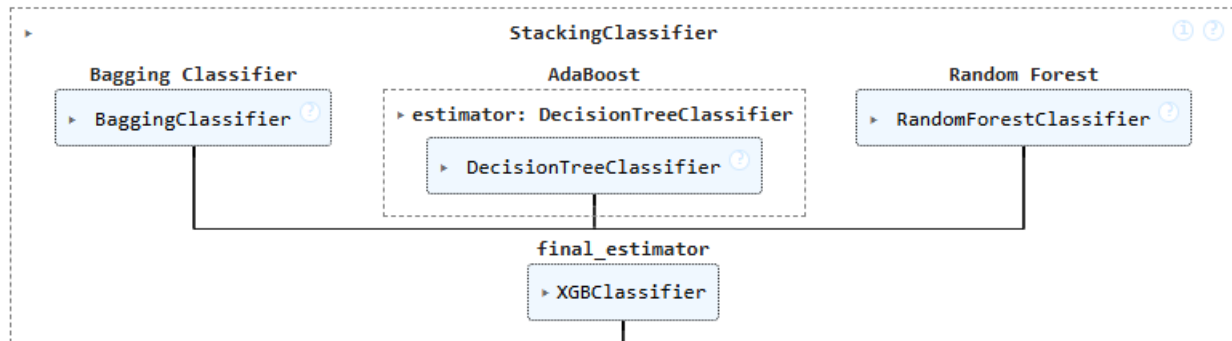 StackingClassifier
i ?
Bagging Classifier
AdaBoost
Random Forest
BaggingClassifier ?
estimator: DecisionTreeClassifier
DecisionTreeClassifier ?
RandomForestClassifier ?
final_estimator
XGBClassifier